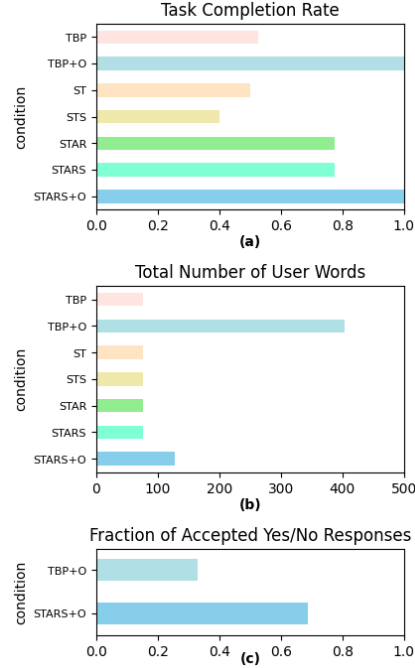 Task Completion Rate
condition
TBP
TBP+O
ST
STS
STAR
STARS
STARS+O
0.0 0.2 0.4 0.6 0.8 1.0
(a)
Total Number of User Words
condition
TBP
TBP+O
ST
STS
STAR
STARS
STARS+O
0 100 200 300 400 500
(b)
Fraction of Accepted Yes/No Responses
condition
TBP+O
STARS+O
0.0 0.2 0.4 0.6 0.8 1.0
(c)